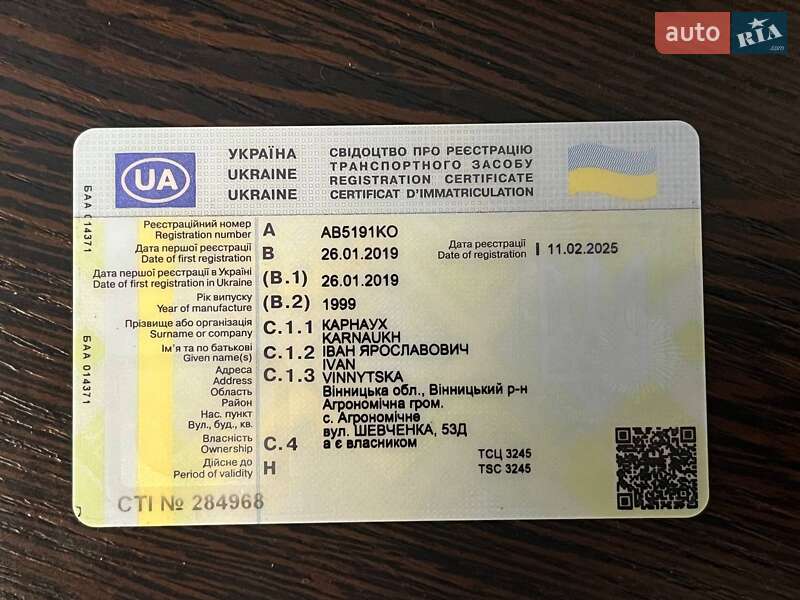 auto RIA .com
УКРАЇНА СВІДОЦТВО ПРО РЕЄСТРАЦІЮ
ТРАНСПОРТНОГО ЗАСОБУ
UKRAINE REGISTRATION CERTIFICATE
UKRAINE CERTIFICAT D'IMMATRICULATION
UA
БАА 014371
Реєстраційний номер
Registration number A AB5191KO
Дата першої реєстрації
Date of first registration B 26.01.2019
Дата реєстрації
Date of registration I 11.02.2025
Дата першої реєстрації в Україні
Date of first registration in Ukraine (B.1) 26.01.2019
Рік випуску
Year of manufacture (B.2) 1999
Прізвище або організація
Surname or company C.1.1 КАРНАУХ
KARNAUKH
Ім'я та по батькові
Given name(s) C.1.2 ІВАН ЯРОСЛАВОВИЧ
IVAN
Адреса
Address C.1.3 VINNYTSKA
Область Вінницька обл., Вінницький р-н
Район Агрономічна гром.
Нас. пункт с. Агрономічне
Вул., буд., кв. вул. ШЕВЧЕНКА, 53Д
Власність
Ownership C.4 а є власником
Дійсне до
Period of validity H
ТСЦ 3245
TSC 3245
БАА 014371
СТІ № 284968